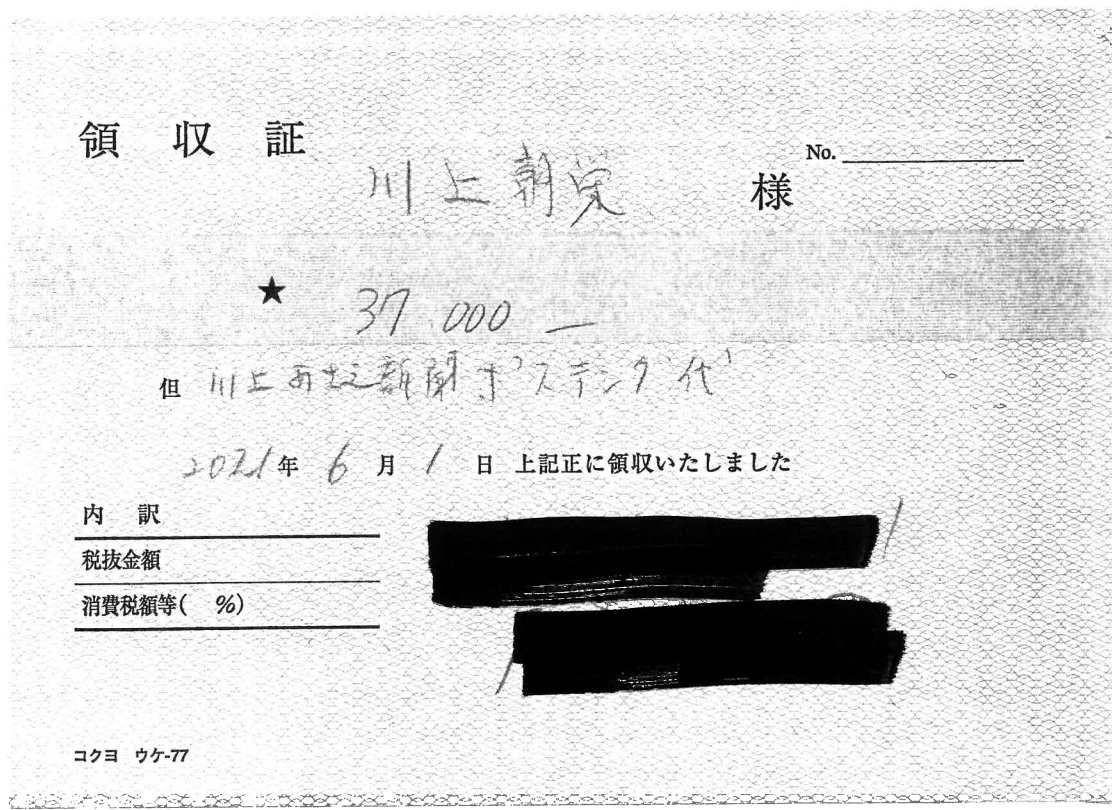 領収証
No.
川上朝栄 様
★ 37,000 —
但 川上あさえ新聞ポスティング代
2021年 6月 1日 上記正に領収いたしました
内 訳
税抜金額
消費税額等( %)
コクヨ ウケ-77